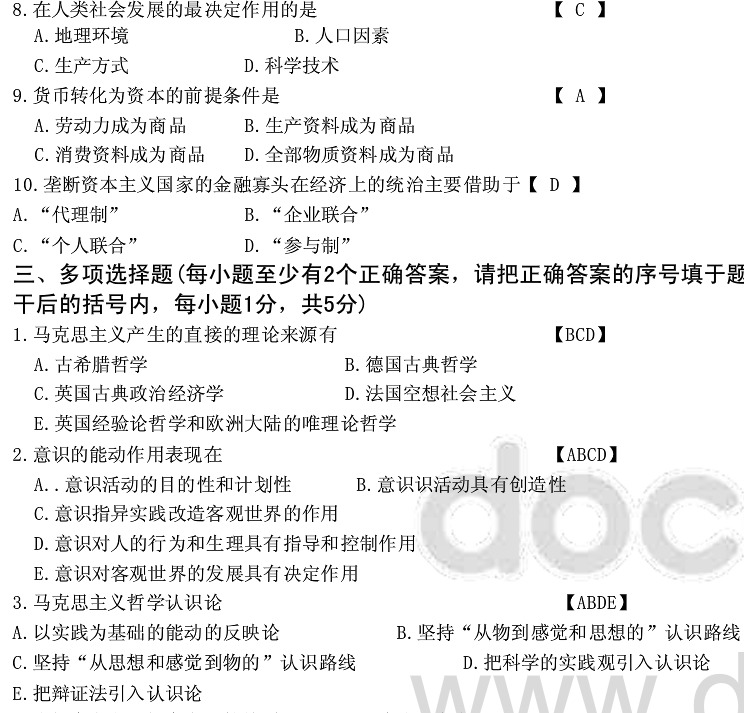 8.在人类社会发展的最决定作用的是 【 C 】
A.地理环境 B.人口因素
C.生产方式 D.科学技术
9.货币转化为资本的前提条件是 【 A 】
A.劳动力成为商品 B.生产资料成为商品
C.消费资料成为商品 D.全部物质资料成为商品
10.垄断资本主义国家的金融寡头在经济上的统治主要借助于【 D 】
A.“代理制” B.“企业联合”
C.“个人联合” D.“参与制”
三、多项选择题(每小题至少有2个正确答案，请把正确答案的序号填于题
干后的括号内，每小题1分，共5分)
1.马克思主义产生的直接的理论来源有 【BCD】
A.古希腊哲学 B.德国古典哲学
C.英国古典政治经济学 D.法国空想社会主义
E.英国经验论哲学和欧洲大陆的唯理论哲学
2.意识的能动作用表现在 【ABCD】
A..意识活动的目的性和计划性 B.意识识活动具有创造性
C.意识指异实践改造客观世界的作用
D.意识对人的行为和生理具有指导和控制作用
E.意识对客观世界的发展具有决定作用
3.马克思主义哲学认识论 【ABDE】
A.以实践为基础的能动的反映论 B.坚持“从物到感觉和思想的”认识路线
C.坚持“从思想和感觉到物的”认识路线 D.把科学的实践观引入认识论
E.把辩证法引入认识论
doc
www.d